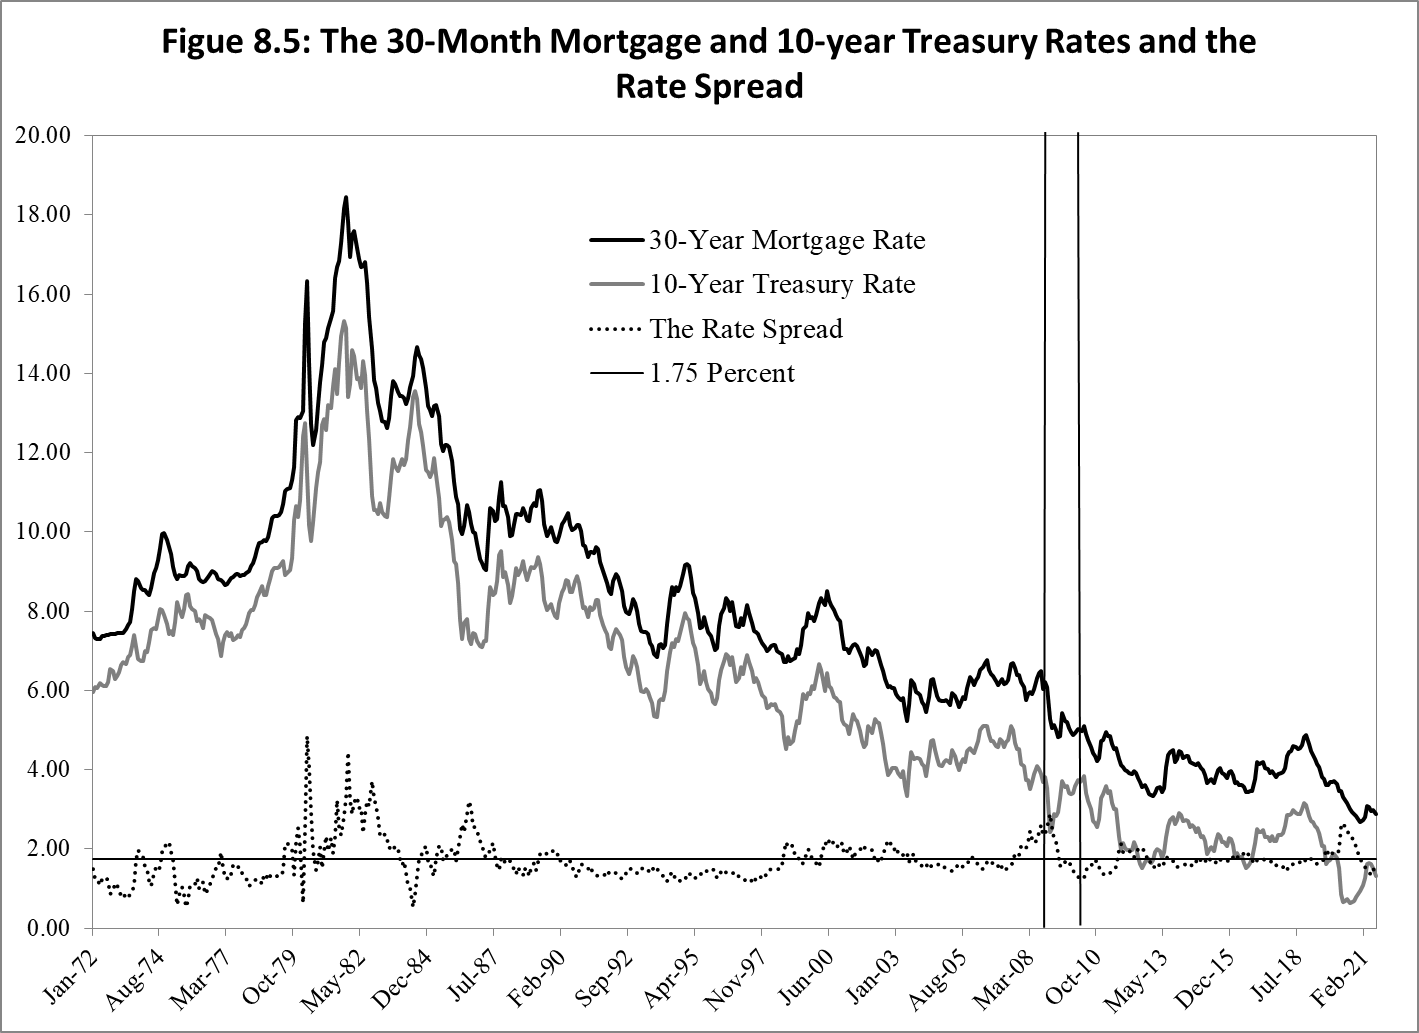 Figue 8.5: The 30-Month Mortgage and 10-year Treasury Rates and the
Rate Spread
20.00
18.00
16.00
14.00
12.00
10.00
8.00
6.00
4.00
2.00
0.00
30-Year Mortgage Rate
10-Year Treasury Rate
The Rate Spread
1.75 Percent
Jan-72
Aug-74
Mar-77
Oct-79
May-82
Dec-84
Jul-87
Feb-90
Sep-92
Apr-95
Nov-97
Jun-00
Jan-03
Aug-05
Mar-08
Oct-10
May-13
Dec-15
Jul-18
Feb-21